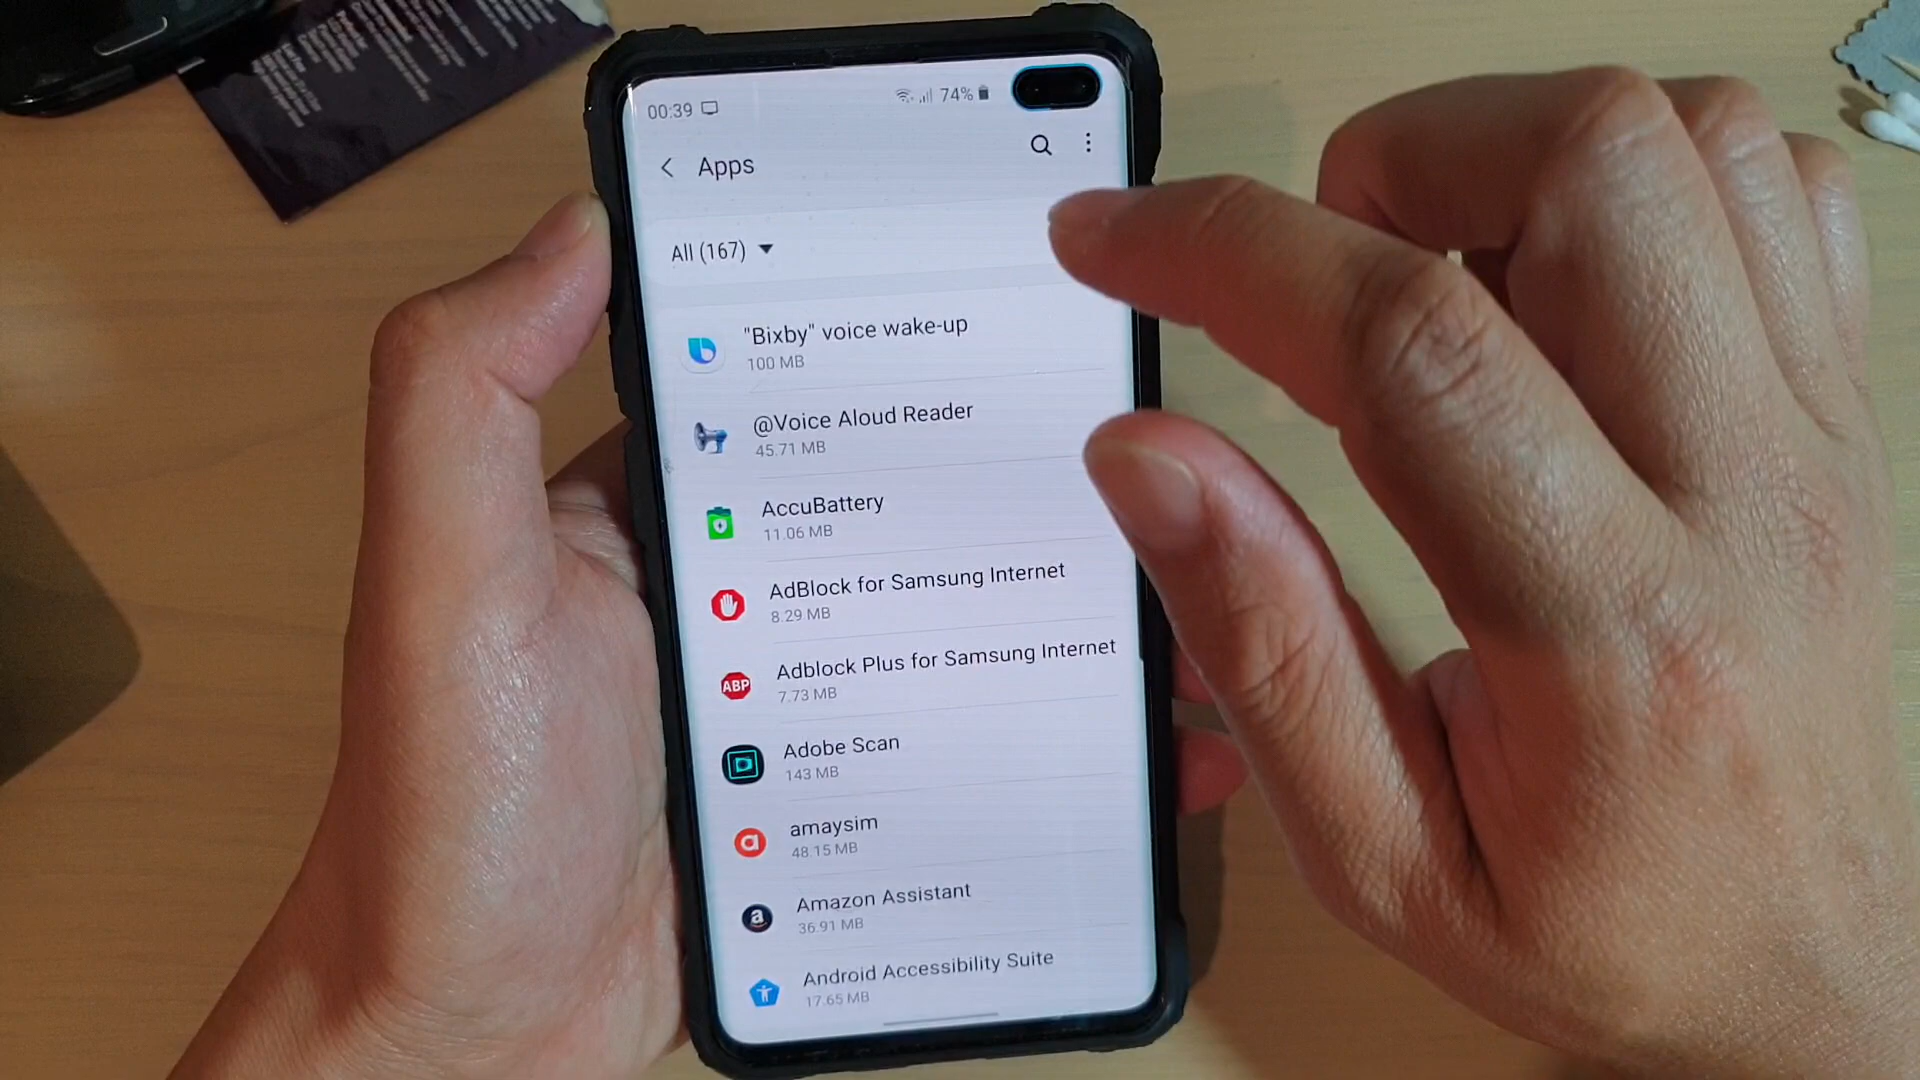 00:39
74%
Apps
All (167)
"Bixby" voice wake-up
100 MB
@Voice Aloud Reader
45.71 MB
AccuBattery
11.06 MB
AdBlock for Samsung Internet
8.29 MB
ABP
Adblock Plus for Samsung Internet
7.73 MB
Adobe Scan
143 MB
amaysim
48.15 MB
Amazon Assistant
36.91 MB
Android Accessibility Suite
17.65 MB